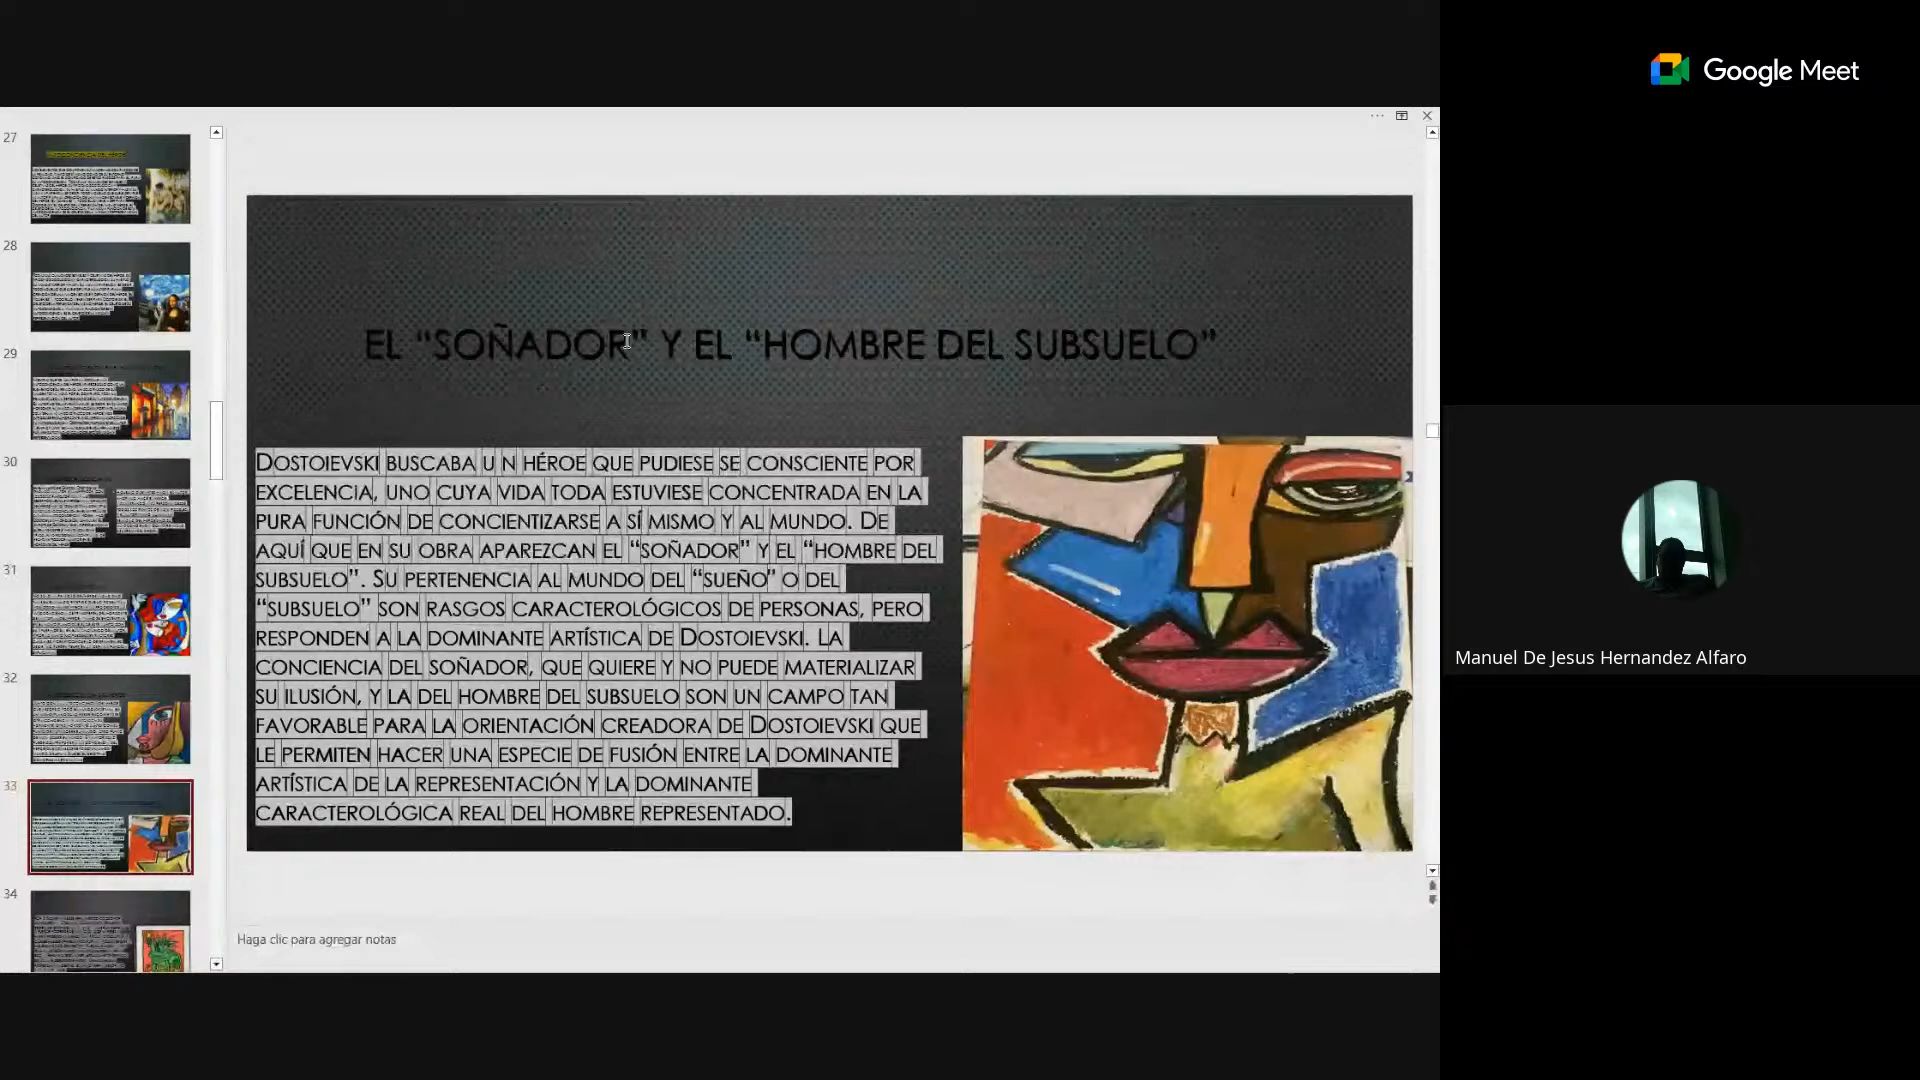 Google Meet
27
28
29
30
31
32
33
34
EL “SOÑADOR” Y EL “HOMBRE DEL SUBSUELO”
DOSTOIEVSKI BUSCABA U N HÉROE QUE PUDIESE SE CONSCIENTE POR
EXCELENCIA, UNO CUYA VIDA TODA ESTUVIESE CONCENTRADA EN LA
PURA FUNCIÓN DE CONCIENTIZARSE A SÍ MISMO Y AL MUNDO. DE
AQUÍ QUE EN SU OBRA APAREZCAN EL “SOÑADOR” Y EL “HOMBRE DEL
SUBSUELO”. SU PERTENENCIA AL MUNDO DEL “SUEÑO” O DEL
“SUBSUELO” SON RASGOS CARACTEROLÓGICOS DE PERSONAS, PERO
RESPONDEN A LA DOMINANTE ARTÍSTICA DE DOSTOIEVSKI. LA
CONCIENCIA DEL SOÑADOR, QUE QUIERE Y NO PUEDE MATERIALIZAR
SU ILUSIÓN, Y LA DEL HOMBRE DEL SUBSUELO SON UN CAMPO TAN
FAVORABLE PARA LA ORIENTACIÓN CREADORA DE DOSTOIEVSKI QUE
LE PERMITEN HACER UNA ESPECIE DE FUSIÓN ENTRE LA DOMINANTE
ARTÍSTICA DE LA REPRESENTACIÓN Y LA DOMINANTE
CARACTEROLÓGICA REAL DEL HOMBRE REPRESENTADO.
Haga clic para agregar notas
Manuel De Jesus Hernandez Alfaro